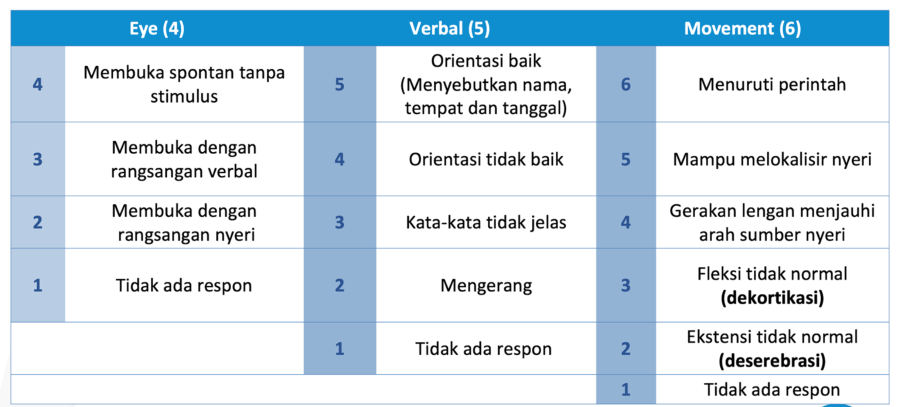 Eye (4) Verbal (5) Movement (6)
4 Membuka spontan tanpa
stimulus
5 Orientasi baik
(Menyebutkan nama,
tempat dan tanggal)
6 Menuruti perintah
3 Membuka dengan
rangsangan verbal
4 Orientasi tidak baik
5 Mampu melokalisir nyeri
2 Membuka dengan
rangsangan nyeri
3 Kata-kata tidak jelas
4 Gerakan lengan menjauhi
arah sumber nyeri
1 Tidak ada respon
2 Mengerang
3 Fleksi tidak normal
(dekortikasi)
1 Tidak ada respon
2 Ekstensi tidak normal
(deserebrasi)
1 Tidak ada respon